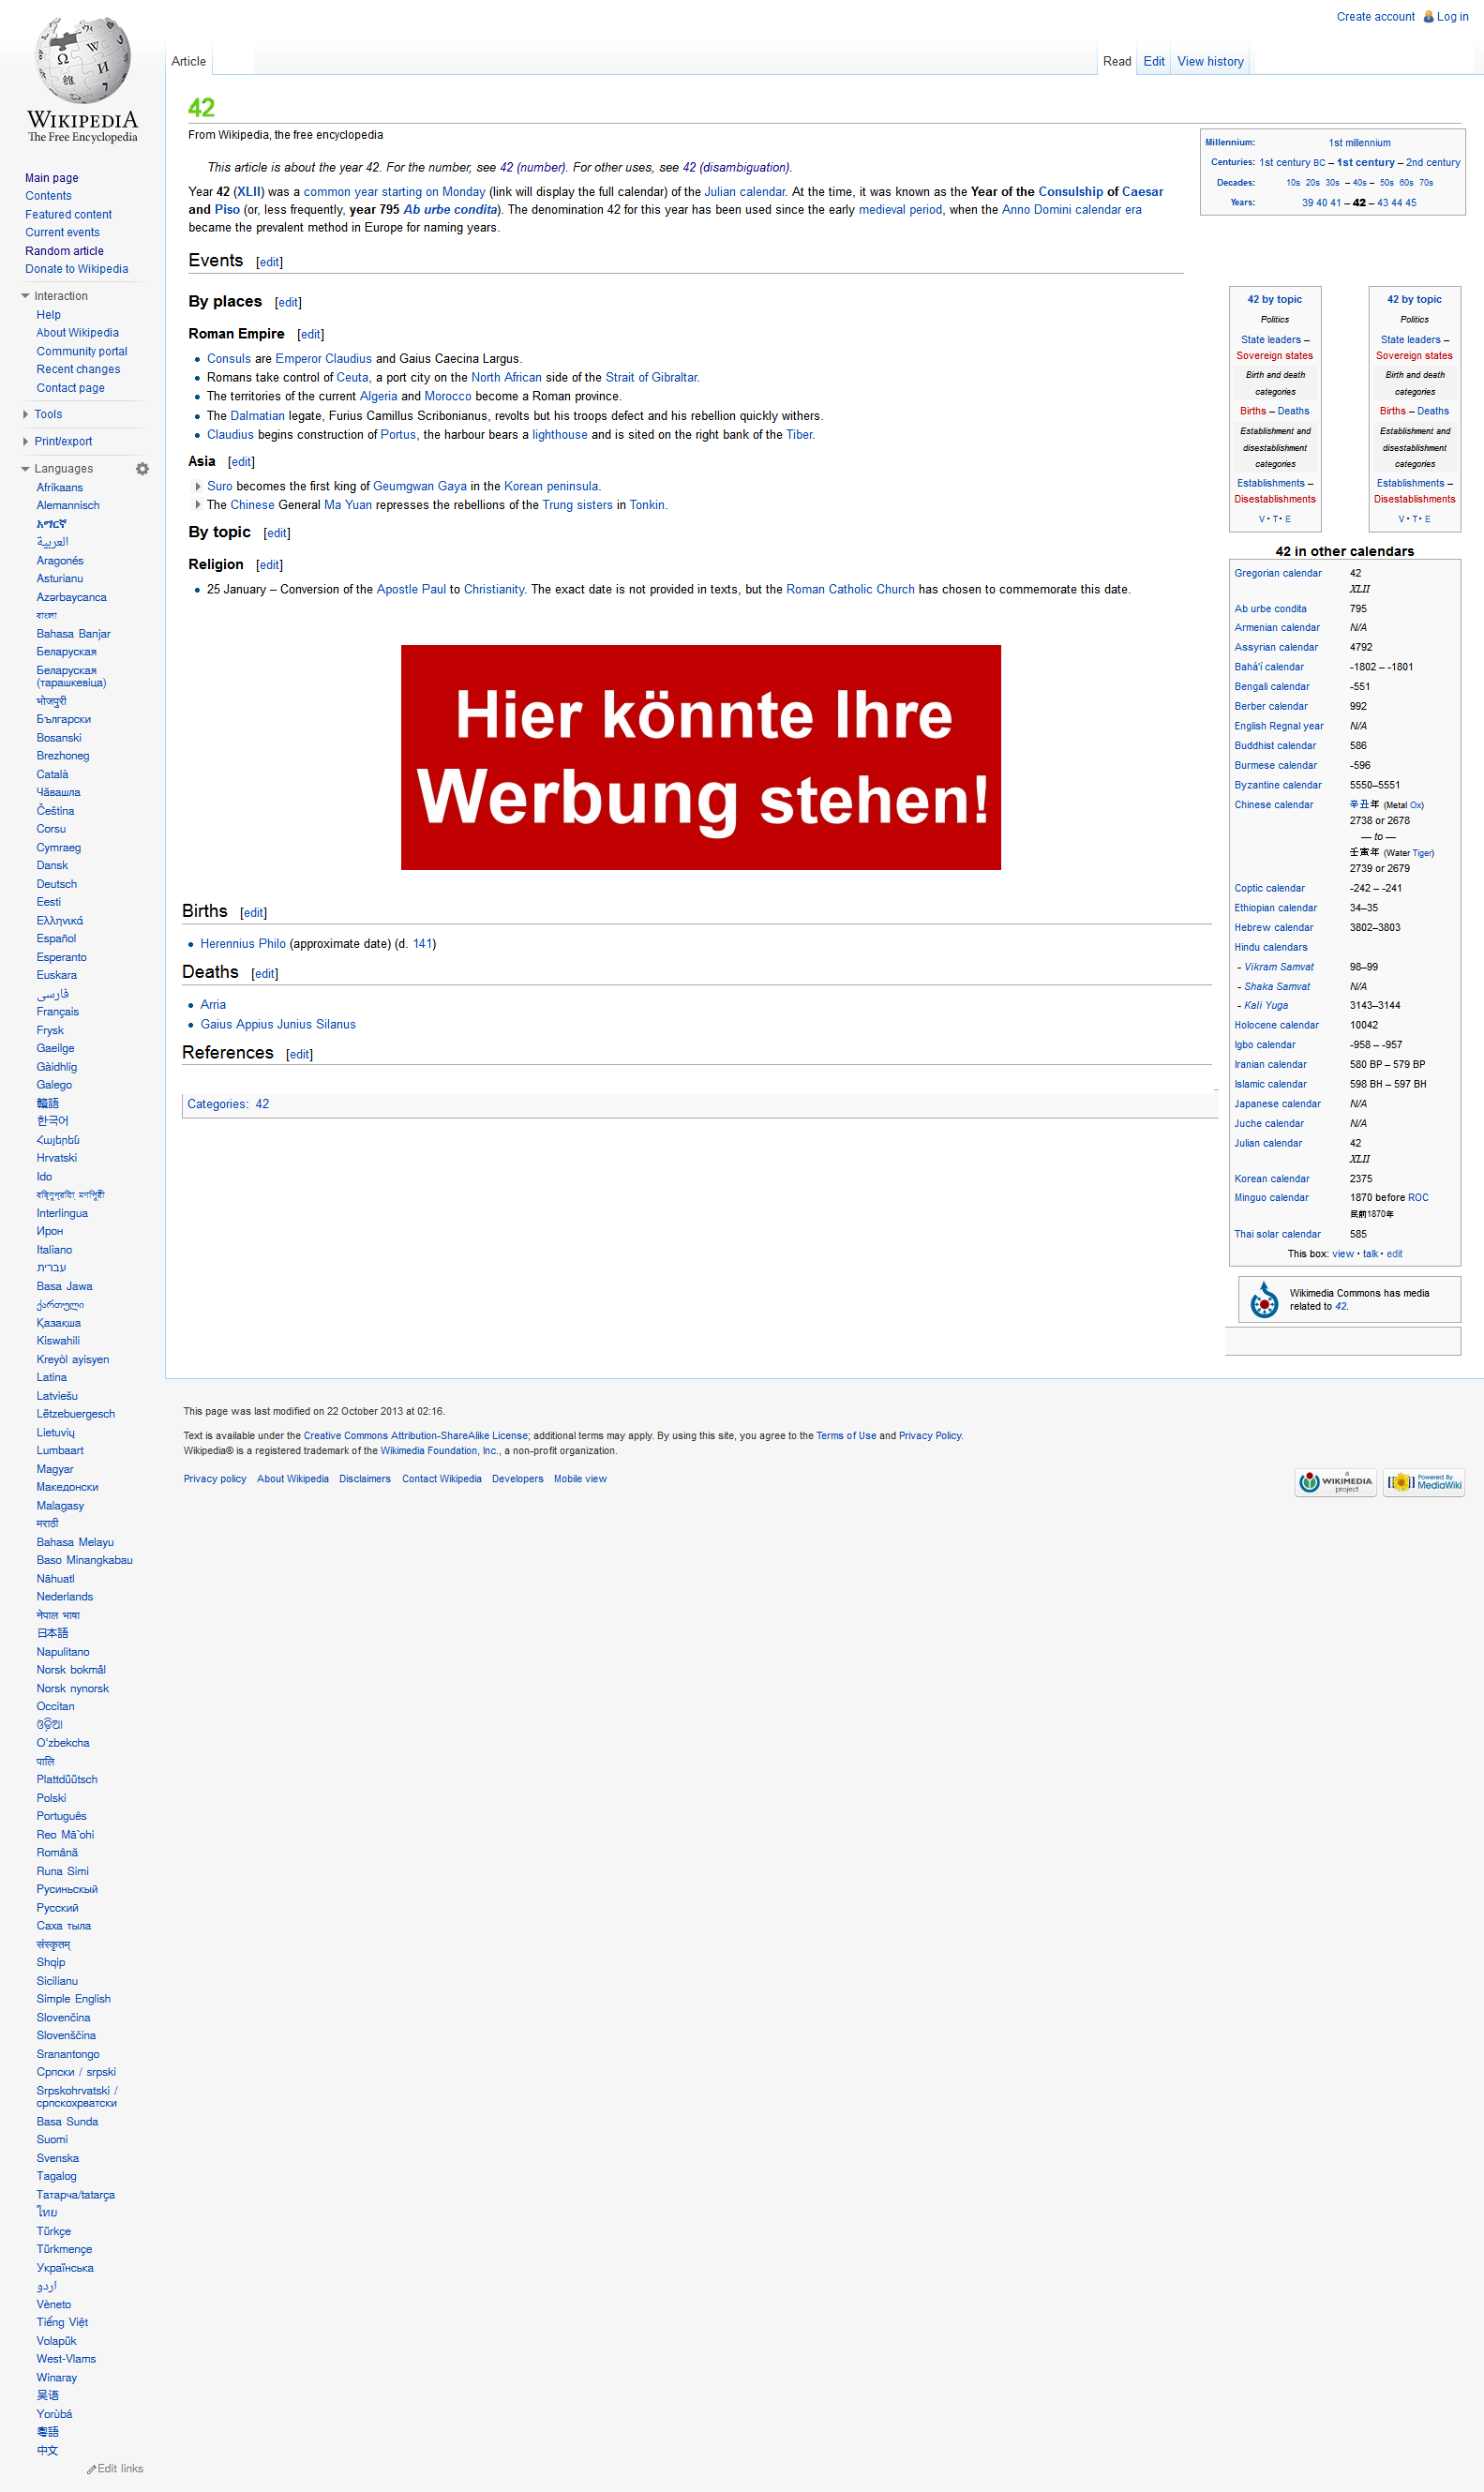 WIKIPEDIA
The Free Encyclopedia
Create account Log in
Article Read Edit View history
Main page
Contents
Featured content
Current events
Random article
Donate to Wikipedia
Interaction
Help
About Wikipedia
Community portal
Recent changes
Contact page
Tools
Print/export
Languages
Afrikaans
Alemannisch
አማርኛ
العربية
Aragonés
Asturianu
Azərbaycanca
বাংলা
Bahasa Banjar
Беларуская
Беларуская
(тарашкевіца)
भोजपुरी
Български
Bosanski
Brezhoneg
Català
Чӑвашла
Čeština
Corsu
Cymraeg
Dansk
Deutsch
Eesti
Ελληνικά
Español
Esperanto
Euskara
فارسی
Français
Frysk
Gaeilge
Gàidhlig
Galego
贛語
한국어
Հայերեն
Hrvatski
Ido
Interlingua
Ирон
Italiano
עברית
Basa Jawa
ქართული
Қазақша
Kiswahili
Kreyòl ayisyen
Latina
Latviešu
Lëtzebuergesch
Lietuvių
Lumbaart
Magyar
Македонски
Malagasy
मराठी
Bahasa Melayu
Baso Minangkabau
Nāhuatl
Nederlands
नेपाल भाषा
日本語
Napulitano
Norsk bokmål
Norsk nynorsk
Occitan
ଓଡ଼ିଆ
Oʻzbekcha
पालि
Plattdüütsch
Polski
Português
Reo Mā`ohi
Română
Runa Simi
Русиньскый
Русский
Саха тыла
संस्कृतम्
Shqip
Sicilianu
Simple English
Slovenčina
Slovenščina
Sranantongo
Српски / srpski
Srpskohrvatski /
српскохрватски
Basa Sunda
Suomi
Svenska
Tagalog
Татарча/tatarça
ไทย
Türkçe
Türkmençe
Українська
اردو
Vèneto
Tiếng Việt
Volapük
West-Vlams
Winaray
吴语
Yorùbá
粵語
中文
Edit links
42
From Wikipedia, the free encyclopedia
This article is about the year 42. For the number, see 42 (number). For other uses, see 42 (disambiguation).
Year 42 (XLII) was a common year starting on Monday (link will display the full calendar) of the Julian calendar. At the time, it was known as the Year of the Consulship of Caesar
and Piso (or, less frequently, year 795 Ab urbe condita). The denomination 42 for this year has been used since the early medieval period, when the Anno Domini calendar era
became the prevalent method in Europe for naming years.
Millennium: 1st millennium
Centuries: 1st century BC – 1st century – 2nd century
Decades: 10s 20s 30s – 40s – 50s 60s 70s
Years: 39 40 41 – 42 – 43 44 45
Events [edit]
By places [edit]
Roman Empire [edit]
Consuls are Emperor Claudius and Gaius Caecina Largus.
Romans take control of Ceuta, a port city on the North African side of the Strait of Gibraltar.
The territories of the current Algeria and Morocco become a Roman province.
The Dalmatian legate, Furius Camillus Scribonianus, revolts but his troops defect and his rebellion quickly withers.
Claudius begins construction of Portus, the harbour bears a lighthouse and is sited on the right bank of the Tiber.
Asia [edit]
Suro becomes the first king of Geumgwan Gaya in the Korean peninsula.
The Chinese General Ma Yuan represses the rebellions of the Trung sisters in Tonkin.
By topic [edit]
Religion [edit]
25 January – Conversion of the Apostle Paul to Christianity. The exact date is not provided in texts, but the Roman Catholic Church has chosen to commemorate this date.
Hier könnte Ihre
Werbung stehen!
Births [edit]
Herennius Philo (approximate date) (d. 141)
Deaths [edit]
Arria
Gaius Appius Junius Silanus
References [edit]
Categories: 42
42 by topic
Politics
State leaders –
Sovereign states
Birth and death
categories
Births – Deaths
Establishment and
disestablishment
categories
Establishments –
Disestablishments
V • T • E
42 by topic
Politics
State leaders –
Sovereign states
Birth and death
categories
Births – Deaths
Establishment and
disestablishment
categories
Establishments –
Disestablishments
V • T • E
42 in other calendars
Gregorian calendar 42
XLII
Ab urbe condita 795
Armenian calendar N/A
Assyrian calendar 4792
Bahá'í calendar -1802 – -1801
Bengali calendar -551
Berber calendar 992
English Regnal year N/A
Buddhist calendar 586
Burmese calendar -596
Byzantine calendar 5550–5551
Chinese calendar 辛丑年 (Metal Ox)
2738 or 2678
— to —
壬寅年 (Water Tiger)
2739 or 2679
Coptic calendar -242 – -241
Ethiopian calendar 34–35
Hebrew calendar 3802–3803
Hindu calendars
- Vikram Samvat 98–99
- Shaka Samvat N/A
- Kali Yuga 3143–3144
Holocene calendar 10042
Igbo calendar -958 – -957
Iranian calendar 580 BP – 579 BP
Islamic calendar 598 BH – 597 BH
Japanese calendar N/A
Juche calendar N/A
Julian calendar 42
XLII
Korean calendar 2375
Minguo calendar 1870 before ROC
民前1870年
Thai solar calendar 585
This box: view • talk • edit
Wikimedia Commons has media
related to 42.
This page was last modified on 22 October 2013 at 02:16.
Text is available under the Creative Commons Attribution-ShareAlike License; additional terms may apply. By using this site, you agree to the Terms of Use and Privacy Policy.
Wikipedia® is a registered trademark of the Wikimedia Foundation, Inc., a non-profit organization.
Privacy policy About Wikipedia Disclaimers Contact Wikipedia Developers Mobile view
a
WIKIMEDIA
project
Powered By
MediaWiki